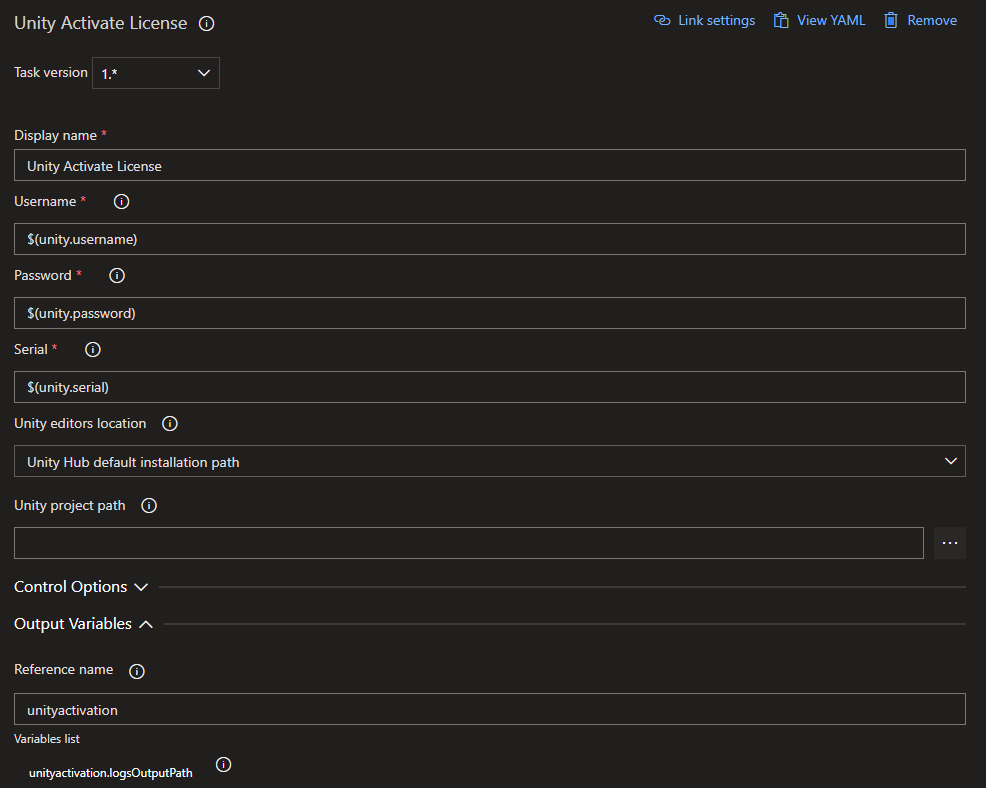 Unity Activate License
Link settings
View YAML
Remove
Task version
1.*
Display name *
Unity Activate License
Username *
$(unity.username)
Password *
$(unity.password)
Serial *
$(unity.serial)
Unity editors location
Unity Hub default installation path
Unity project path
...
Control Options
Output Variables
Reference name
unityactivation
Variables list
unityactivation.logsOutputPath